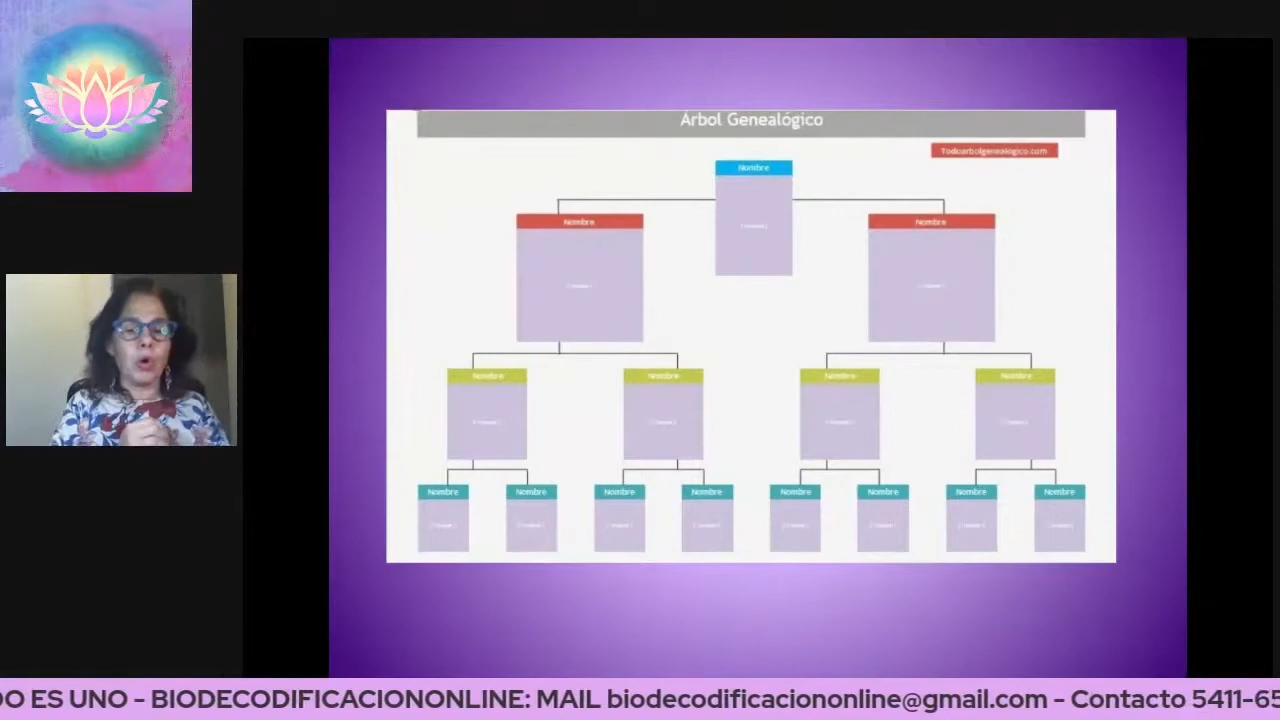 Árbol Genealógico
Todoarbolgenealogico.com
Nombre
Nombre Nombre
Nombre Nombre Nombre Nombre
Nombre Nombre Nombre Nombre Nombre Nombre Nombre Nombre
DO ES UNO - BIODECODIFICACIONONLINE: MAIL biodecodificaciononline@gmail.com - Contacto 5411-65